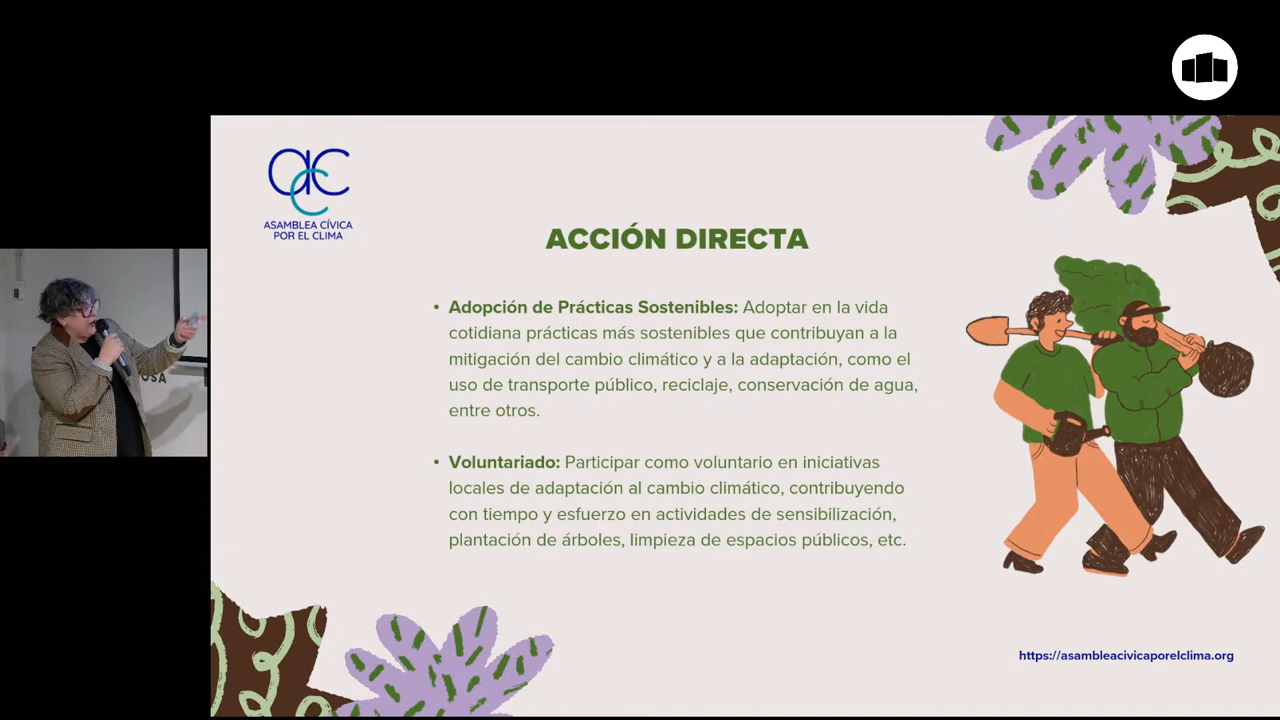 ASAMBLEA CÍVICA
POR EL CLIMA
ACCIÓN DIRECTA
• Adopción de Prácticas Sostenibles: Adoptar en la vida
cotidiana prácticas más sostenibles que contribuyan a la
mitigación del cambio climático y a la adaptación, como el
uso de transporte público, reciclaje, conservación de agua,
entre otros.
• Voluntariado: Participar como voluntario en iniciativas
locales de adaptación al cambio climático, contribuyendo
con tiempo y esfuerzo en actividades de sensibilización,
plantación de árboles, limpieza de espacios públicos, etc.
https://asambleacivicaporelclima.org